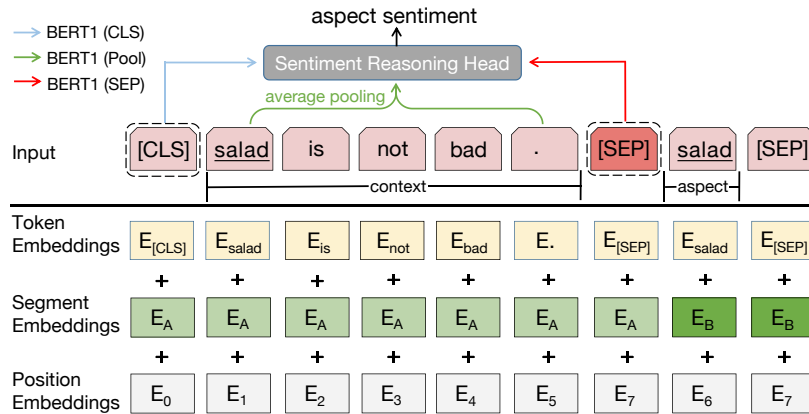 aspect sentiment
BERT1 (CLS)
BERT1 (Pool)
BERT1 (SEP)
Sentiment Reasoning Head
average pooling
Input [CLS] salad is not bad . [SEP] salad [SEP]
context aspect
Token
Embeddings E[CLS] Esalad Eis Enot Ebad E. E[SEP] Esalad E[SEP]
+ + + + + + + + +
Segment
Embeddings EA EA EA EA EA EA EA EB EB
+ + + + + + + + +
Position
Embeddings E0 E1 E2 E3 E4 E5 E7 E6 E7